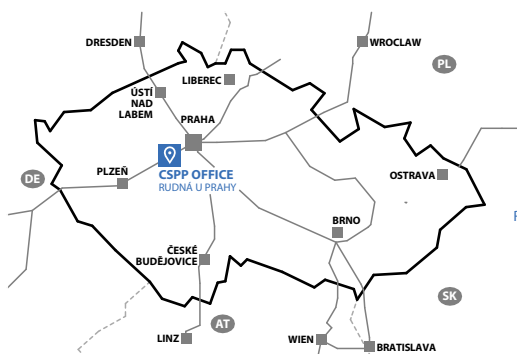 DRESDEN
WROCLAW
PL
LIBEREC
ÚSTÍ
NAD
LABEM
PRAHA
CSPP OFFICE
RUDNÁ U PRAHY
DE
PLZEŇ
OSTRAVA
BRNO
ČESKÉ
BUDĚJOVICE
SK
AT
LINZ
WIEN
BRATISLAVA